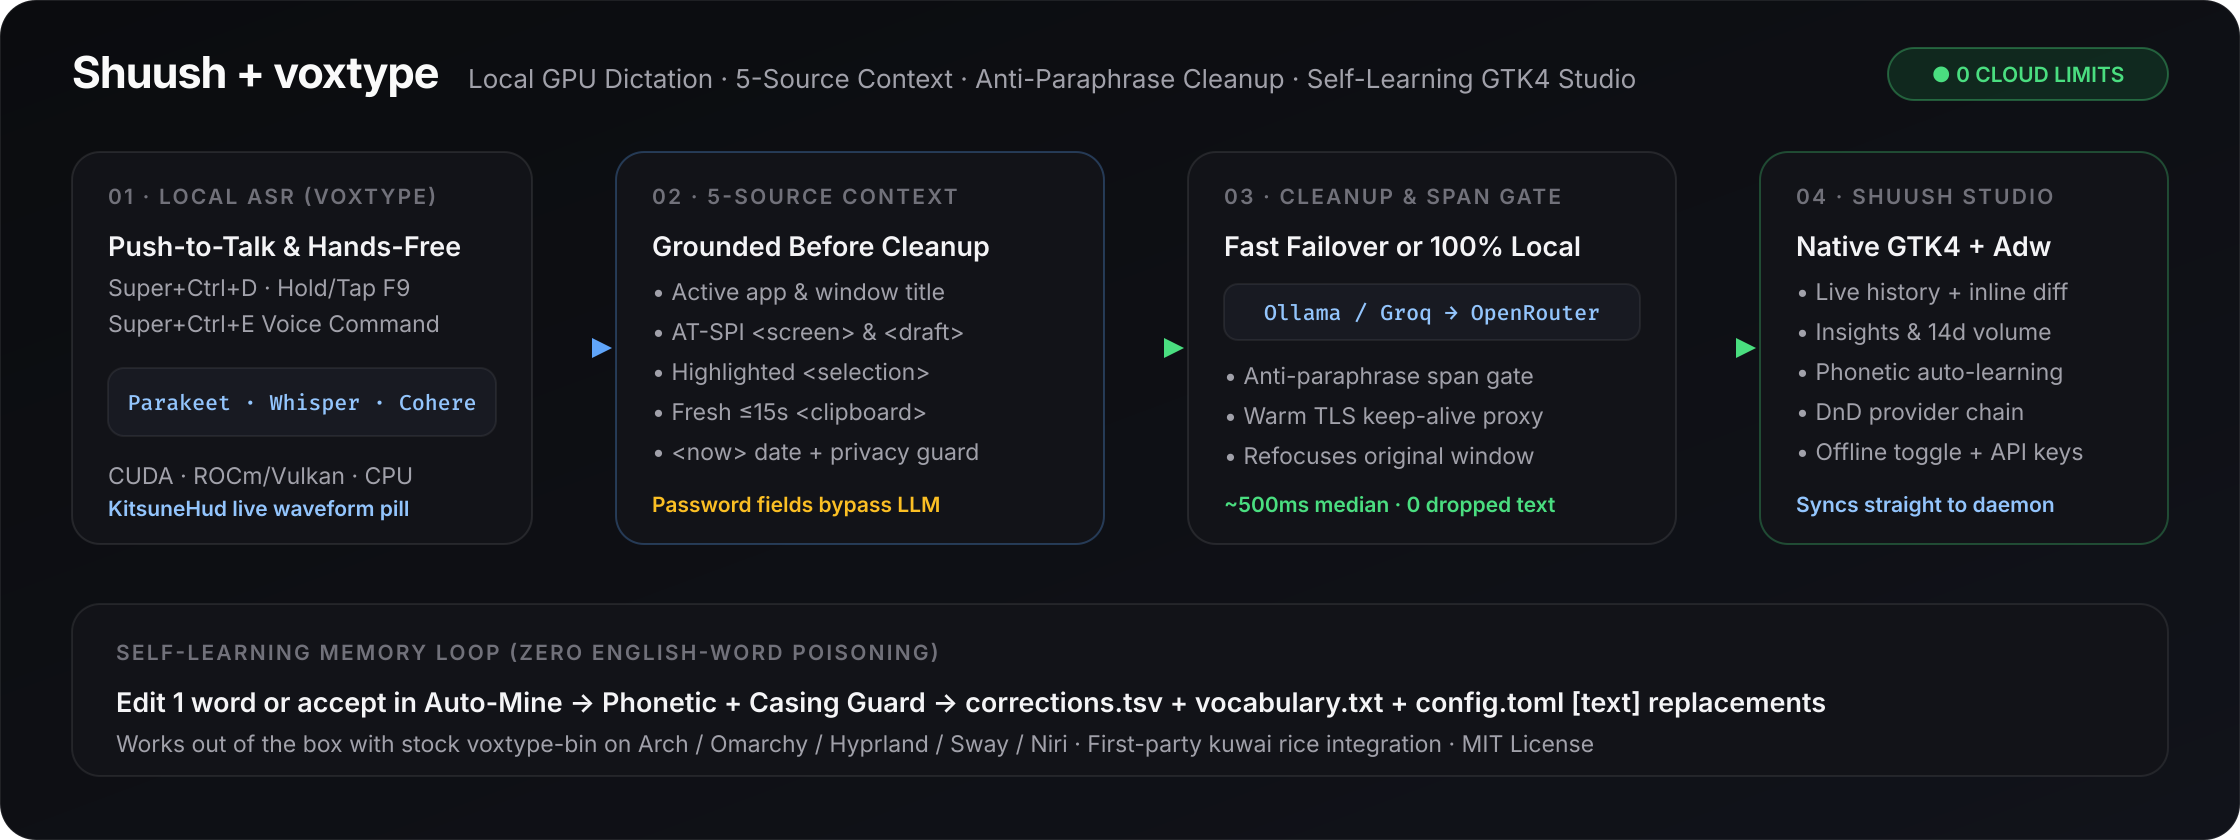 Shuush + voxtype
Local GPU Dictation · 5-Source Context · Anti-Paraphrase Cleanup · Self-Learning GTK4 Studio
0 CLOUD LIMITS
01 · LOCAL ASR (VOXTYPE)
Push-to-Talk & Hands-Free
Super+Ctrl+D · Hold/Tap F9
Super+Ctrl+E Voice Command
Parakeet · Whisper · Cohere
CUDA · ROCm/Vulkan · CPU
KitsuneHud live waveform pill
02 · 5-SOURCE CONTEXT
Grounded Before Cleanup
• Active app & window title
• AT-SPI <screen> & <draft>
• Highlighted <selection>
• Fresh ≤15s <clipboard>
• <now> date + privacy guard
Password fields bypass LLM
03 · CLEANUP & SPAN GATE
Fast Failover or 100% Local
Ollama / Groq → OpenRouter
• Anti-paraphrase span gate
• Warm TLS keep-alive proxy
• Refocuses original window
~500ms median · 0 dropped text
04 · SHUUSH STUDIO
Native GTK4 + Adw
• Live history + inline diff
• Insights & 14d volume
• Phonetic auto-learning
• DnD provider chain
• Offline toggle + API keys
Syncs straight to daemon
SELF-LEARNING MEMORY LOOP (ZERO ENGLISH-WORD POISONING)
Edit 1 word or accept in Auto-Mine → Phonetic + Casing Guard → corrections.tsv + vocabulary.txt + config.toml [text] replacements
Works out of the box with stock voxtype-bin on Arch / Omarchy / Hyprland / Sway / Niri · First-party kuwai rice integration · MIT License